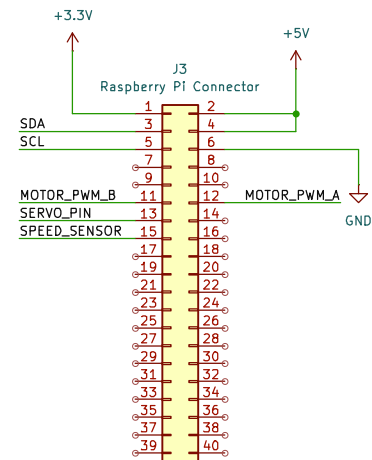 +3.3V
+5V
J3
Raspberry Pi Connector
1 2
SDA 3 4
SCL 5 6
7 8
9 10
MOTOR_PWM_B 11 12 MOTOR_PWM_A
SERVO_PIN 13 14
GND
SPEED_SENSOR 15 16
17 18
19 20
21 22
23 24
25 26
27 28
29 30
31 32
33 34
35 36
37 38
39 40